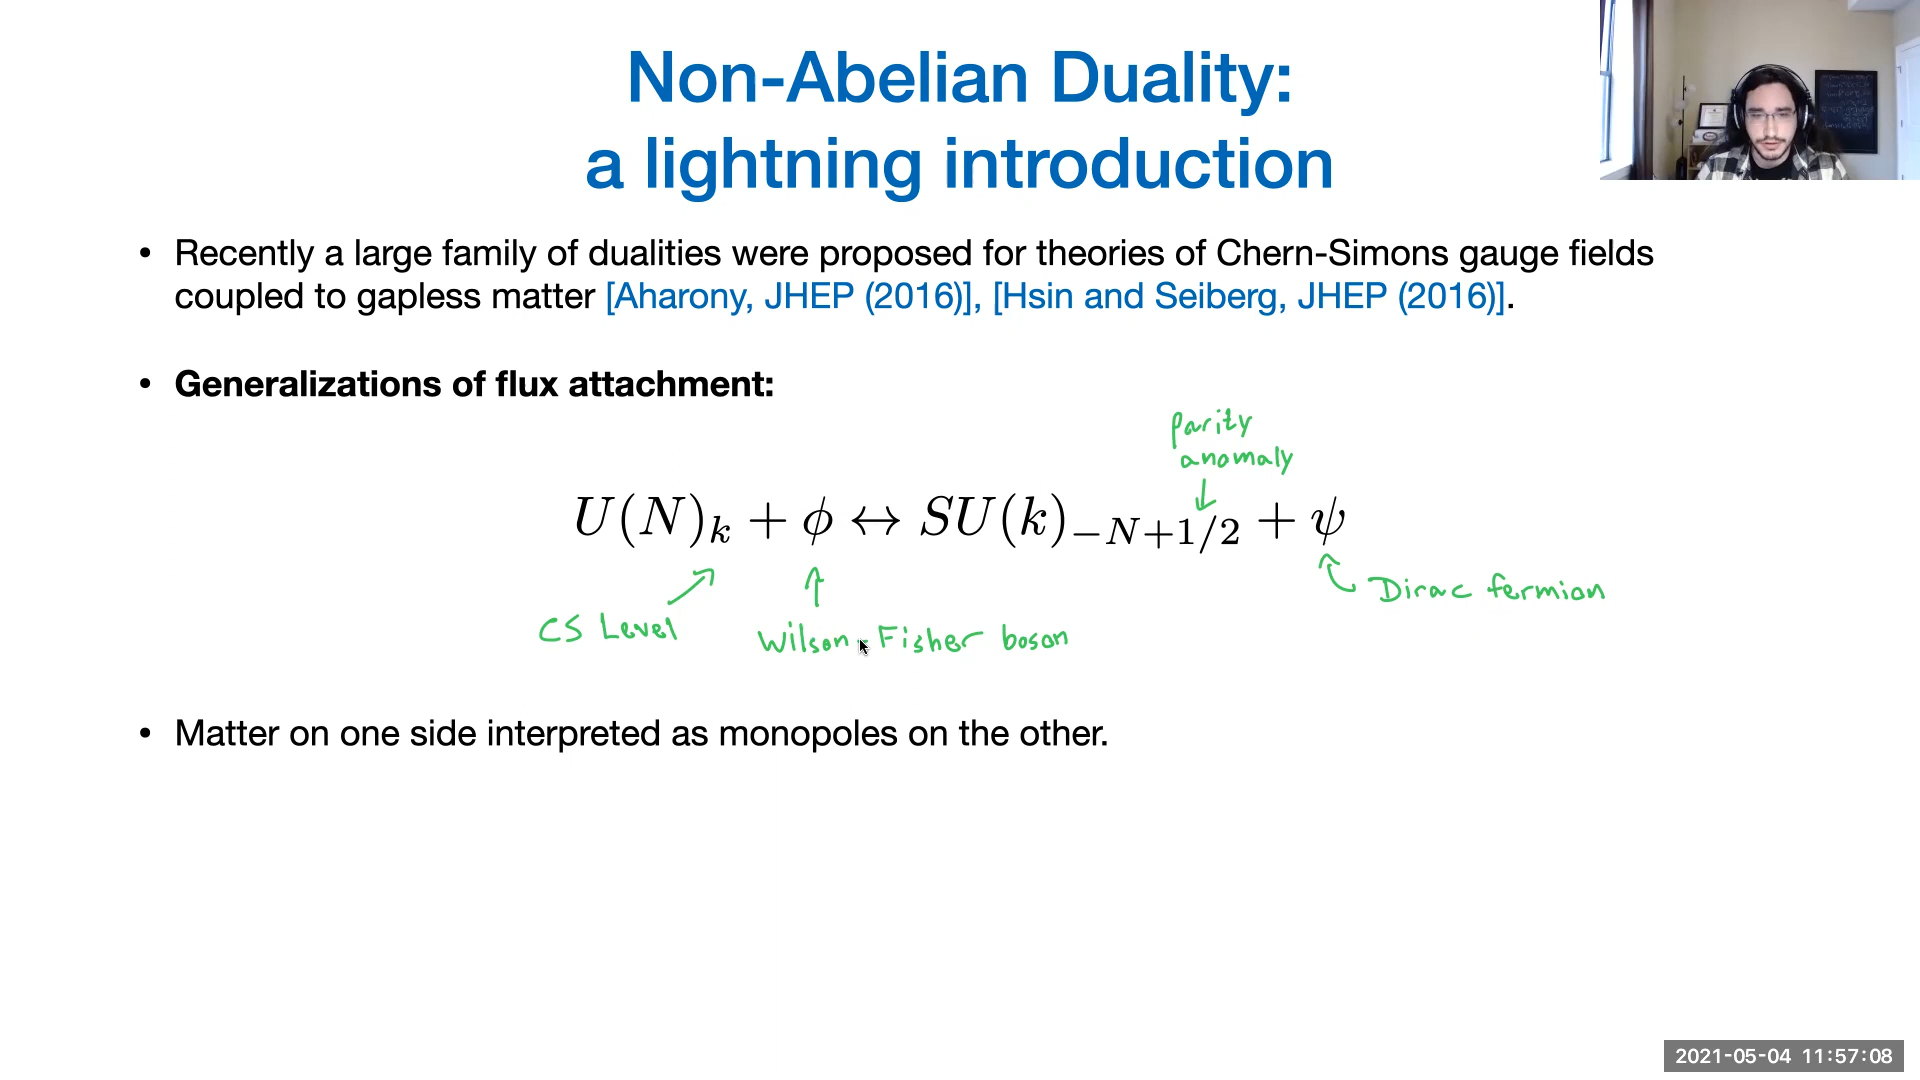 Non-Abelian Duality:
a lightning introduction
• Recently a large family of dualities were proposed for theories of Chern-Simons gauge fields
coupled to gapless matter [Aharony, JHEP (2016)], [Hsin and Seiberg, JHEP (2016)].
• Generalizations of flux attachment:
parity
anomaly
↓
U(N)_k + ϕ ↔ SU(k)_{−N+1/2} + ψ
Dirac fermion
CS Level
Wilson-Fisher boson
• Matter on one side interpreted as monopoles on the other.
2021-05-04 11:57:08